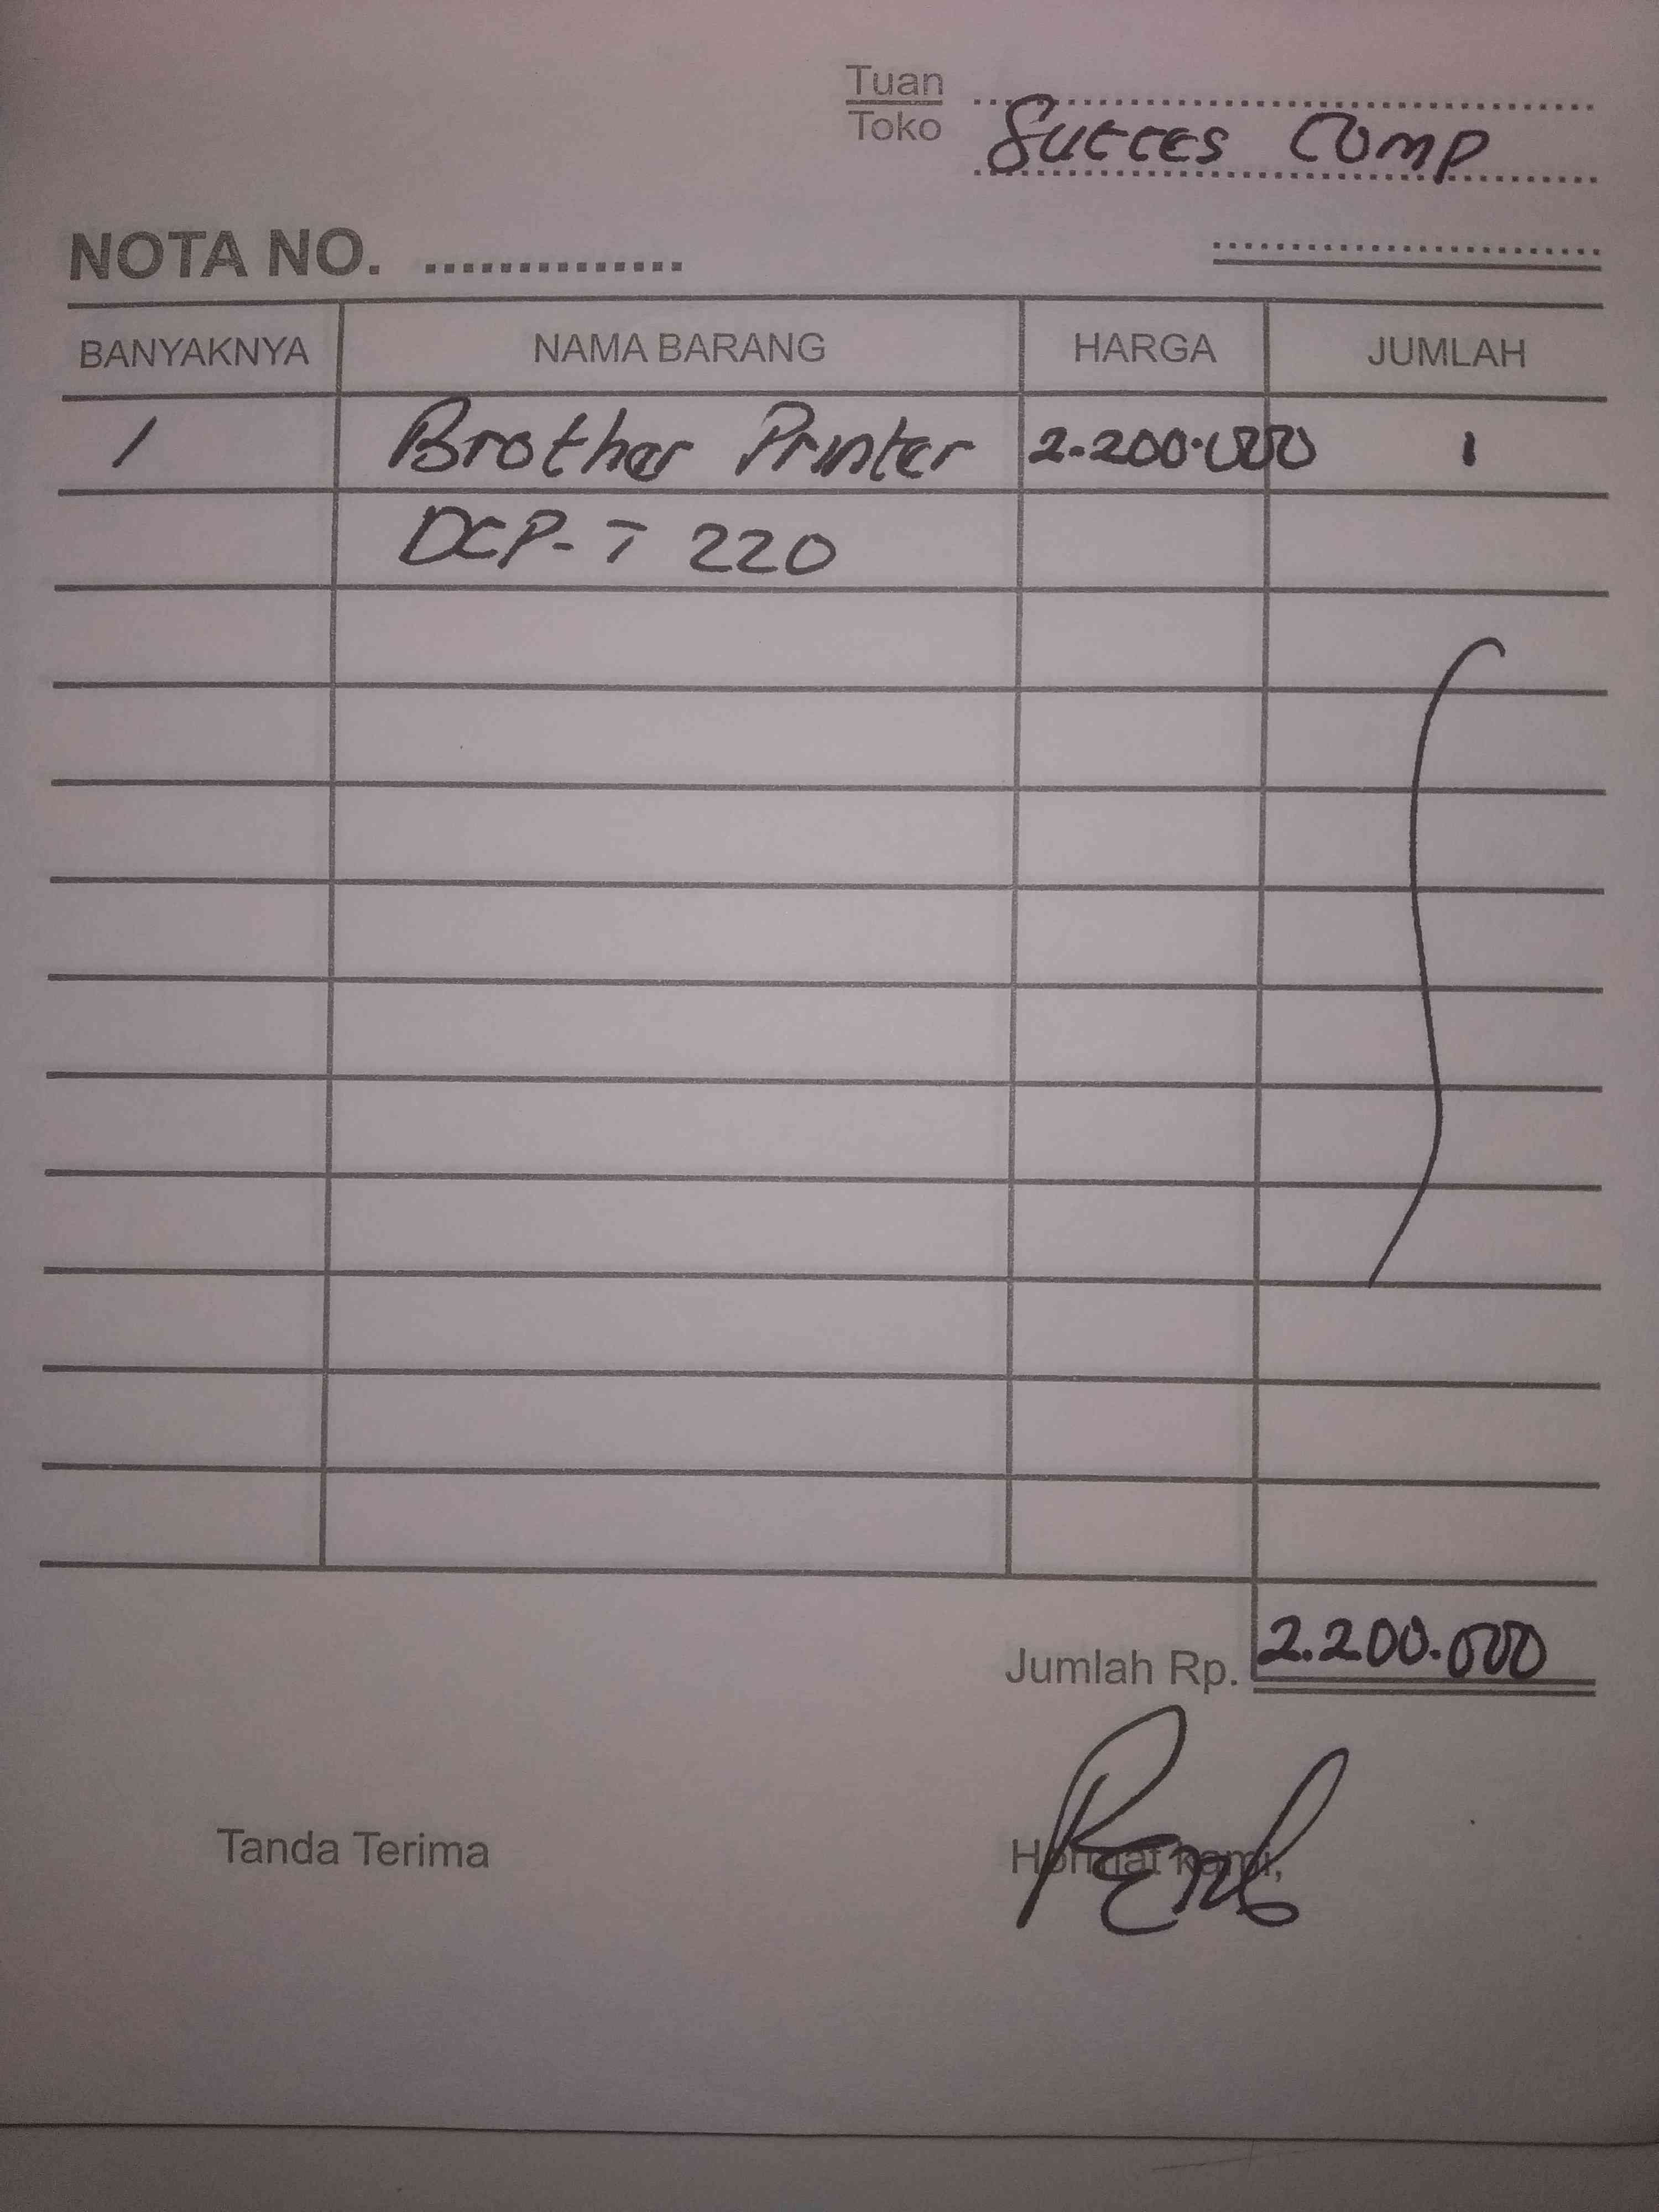 Tuan
Toko Succes Comp
NOTA NO. ..............
BANYAKNYA NAMA BARANG HARGA JUMLAH
1 Brother Printer 2.200.000 1
DCP-T 220
Jumlah Rp. 2.200.000
Tanda Terima Hormat kami,